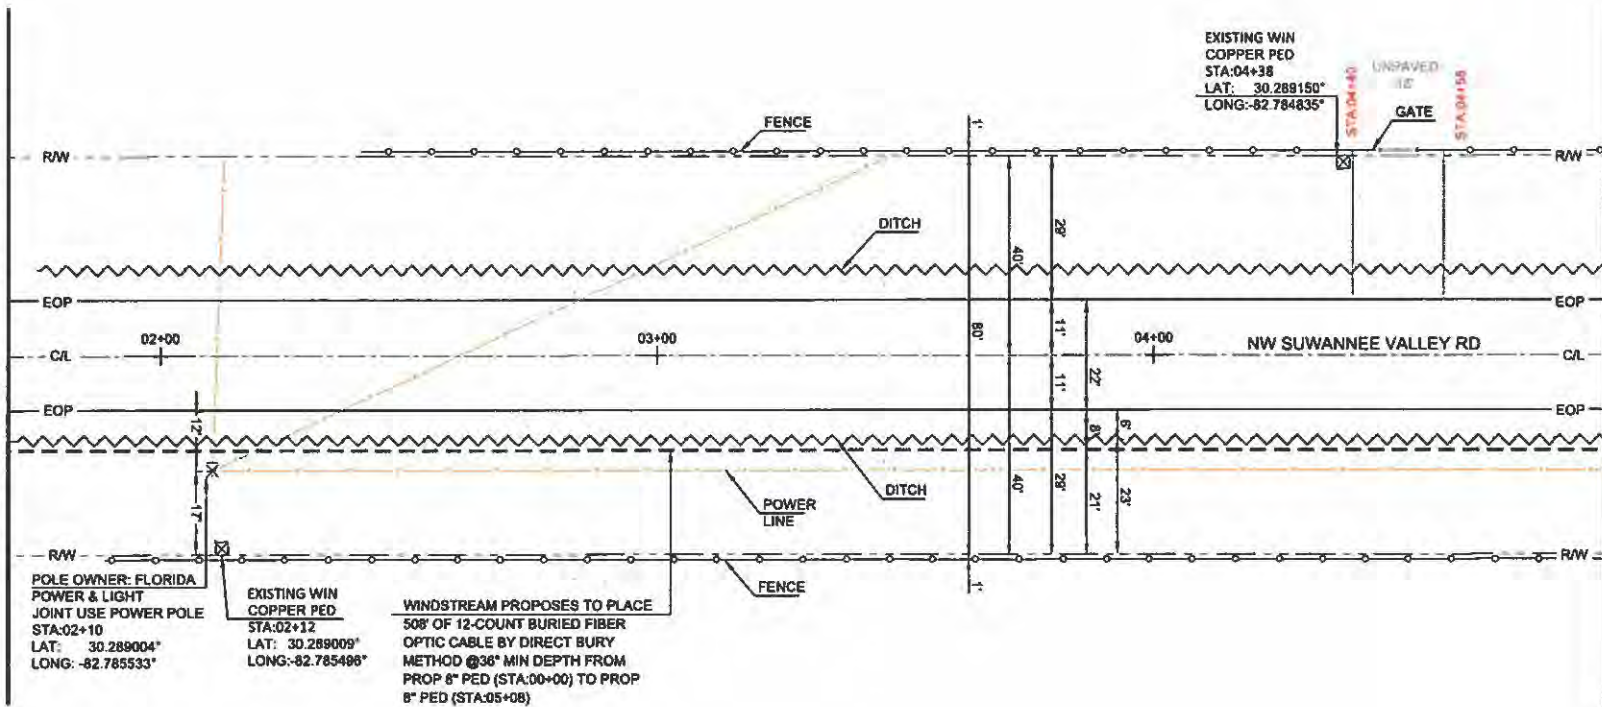 EXISTING WIN
COPPER PED
STA:04+38
LAT: 30.289150°
LONG:-82.784835°
STA:04+40
UNPAVED
STA:04+58
GATE
FENCE
1'
R/W
R/W
29'
40'
DITCH
EOP
EOP
80'
11'
02+00
03+00
04+00
NW SUWANNEE VALLEY RD
C/L
C/L
11'
22'
EOP
EOP
12'
8'
6'
17'
POWER
LINE
DITCH
40'
29'
21'
23'
R/W
R/W
FENCE
1'
POLE OWNER: FLORIDA
POWER & LIGHT
JOINT USE POWER POLE
STA:02+10
LAT: 30.289004°
LONG: -82.785533°
EXISTING WIN
COPPER PED
STA:02+12
LAT: 30.289009°
LONG:-82.785496°
WINDSTREAM PROPOSES TO PLACE
508' OF 12-COUNT BURIED FIBER
OPTIC CABLE BY DIRECT BURY
METHOD @36" MIN DEPTH FROM
PROP 8" PED (STA:00+00) TO PROP
8" PED (STA:05+08)